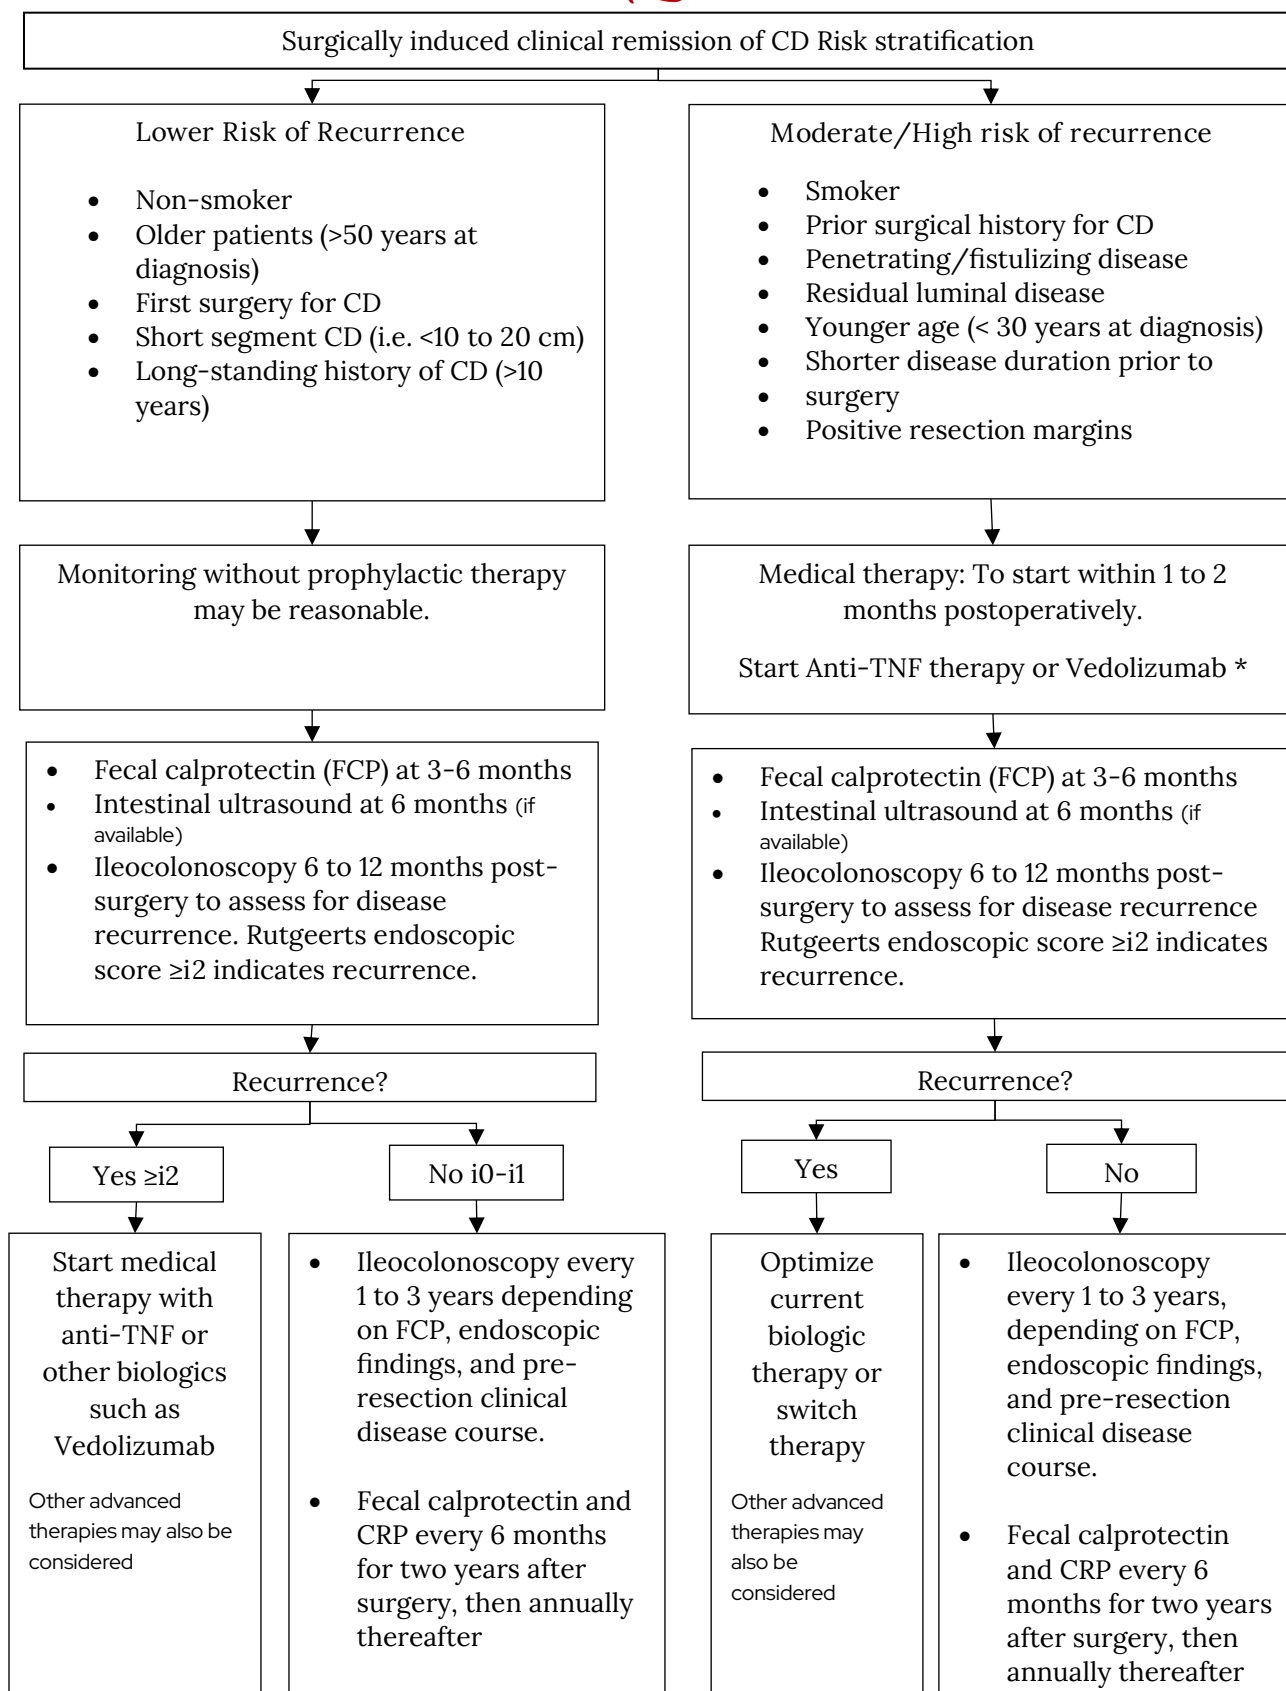 Surgically induced clinical remission of CD Risk stratification
Lower Risk of Recurrence
• Non-smoker
• Older patients (>50 years at
diagnosis)
• First surgery for CD
• Short segment CD (i.e. <10 to 20 cm)
• Long-standing history of CD (>10
years)
Moderate/High risk of recurrence
• Smoker
• Prior surgical history for CD
• Penetrating/fistulizing disease
• Residual luminal disease
• Younger age (< 30 years at diagnosis)
• Shorter disease duration prior to
• surgery
• Positive resection margins
Monitoring without prophylactic therapy
may be reasonable.
Medical therapy: To start within 1 to 2
months postoperatively.
Start Anti-TNF therapy or Vedolizumab *
• Fecal calprotectin (FCP) at 3-6 months
• Intestinal ultrasound at 6 months (if
available)
• Ileocolonoscopy 6 to 12 months post-
surgery to assess for disease
recurrence. Rutgeerts endoscopic
score ≥i2 indicates recurrence.
• Fecal calprotectin (FCP) at 3-6 months
• Intestinal ultrasound at 6 months (if
available)
• Ileocolonoscopy 6 to 12 months post-
surgery to assess for disease recurrence
Rutgeerts endoscopic score ≥i2 indicates
recurrence.
Recurrence?
Recurrence?
Yes ≥i2
No i0-i1
Yes
No
Start medical
therapy with
anti-TNF or
other biologics
such as
Vedolizumab
Other advanced
therapies may also be
considered
• Ileocolonoscopy every
1 to 3 years depending
on FCP, endoscopic
findings, and pre-
resection clinical
disease course.
• Fecal calprotectin and
CRP every 6 months
for two years after
surgery, then annually
thereafter
Optimize
current
biologic
therapy or
switch
therapy
Other advanced
therapies may
also be
considered
• Ileocolonoscopy
every 1 to 3 years,
depending on FCP,
endoscopic findings,
and pre-resection
clinical disease
course.
• Fecal calprotectin
and CRP every 6
months for two years
after surgery, then
annually thereafter